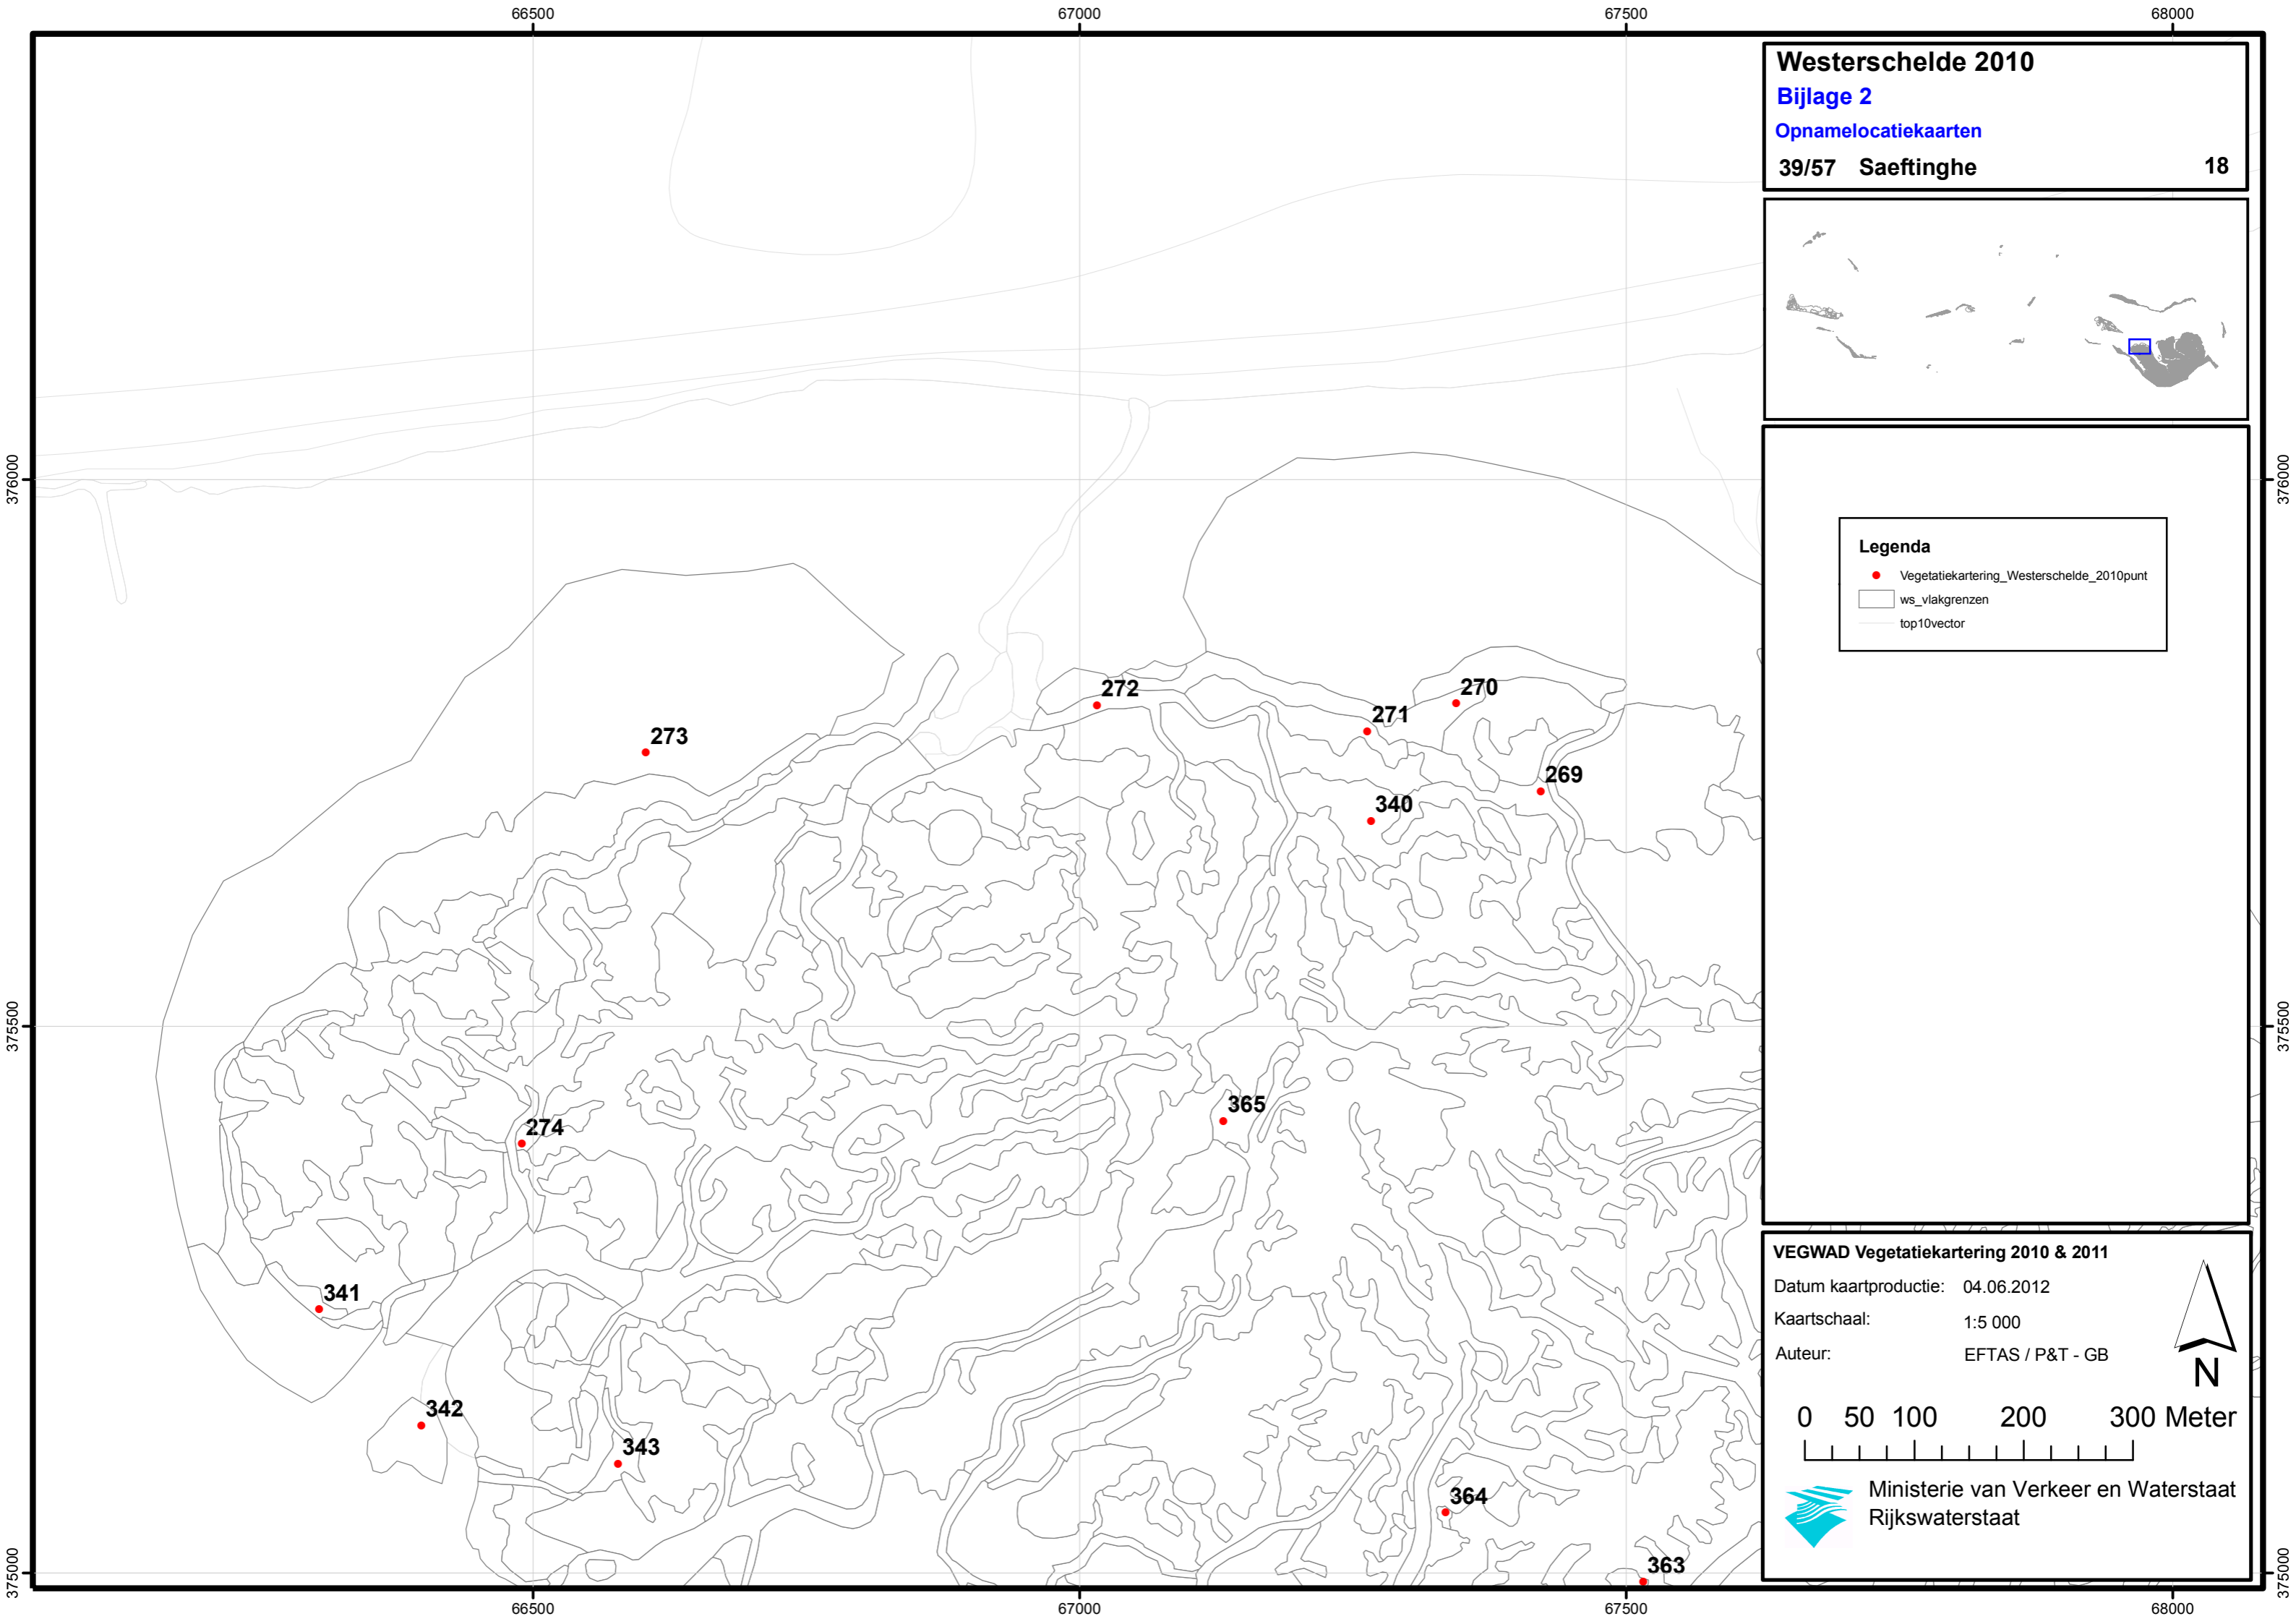 66500 67000 67500 68000
Westerschelde 2010
Bijlage 2
Opnamelocatiekaarten
39/57 Saeftinghe 18
376000 376000
Legenda
Vegetatiekartering_Westerschelde_2010punt
ws_vlakgrenzen
top10vector
272
270
271
273
269
340
375500 375500
365
274
341
342
343
364
363
VEGWAD Vegetatiekartering 2010 & 2011
Datum kaartproductie: 04.06.2012
Kaartschaal: 1:5 000
Auteur: EFTAS / P&T - GB
N
0 50 100 200 300 Meter
Ministerie van Verkeer en Waterstaat
Rijkswaterstaat
375000 375000
66500 67000 67500 68000